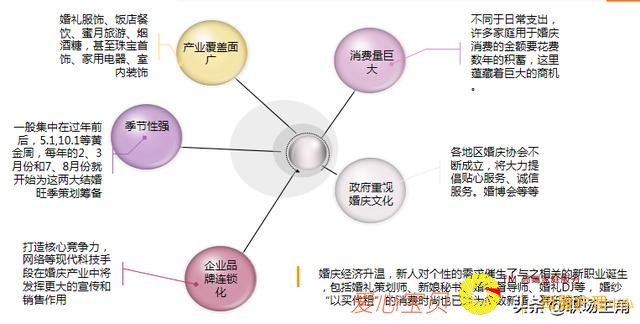 婚礼服饰、饭店餐
饮、蜜月旅游、烟
酒糖，甚至珠宝首
饰、家用电器、室
内装饰
产业覆盖面
广
消费量巨
大
不同于日常支出，
许多家庭用于婚庆
消费的金额要花费
数年的积蓄，这里
蕴藏着巨大的商机
。
一般集中在过年前
后，5.1,10.1等黄
金周，每年的2、3
月份和7、8月份就
开始为这两大结婚
旺季策划筹备
季节性强
政府重视
婚庆文化
各地区婚庆协会不
断成立，将大力提
倡贴心服务、诚信
服务。婚博会等等
打造核心竞争力，
网络等现代科技手
段在婚庆产业中将
发挥更大的宣传和
销售作用
企业品
牌连锁
化
婚庆经济升温，新人对个性的需求催生了与之相关的新职业诞生
，包括婚礼策划师、新娘秘书、婚礼督导师、婚礼DJ等，婚纱
“以买代租”的消费时尚也已
爱心宝贝
头条@职场主角